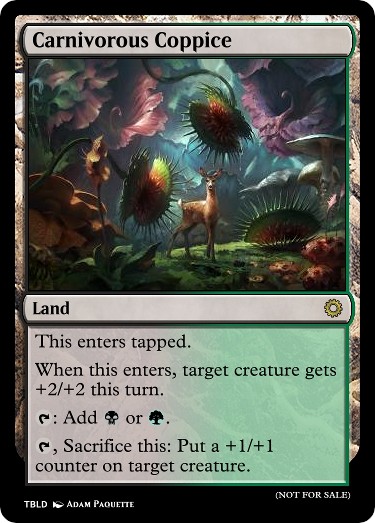 Carnivorous Coppice
Land
This enters tapped.
When this enters, target creature gets
+2/+2 this turn.
: Add or .
, Sacrifice this: Put a +1/+1
counter on target creature.
TBLD Adam Paquette
(NOT FOR SALE)